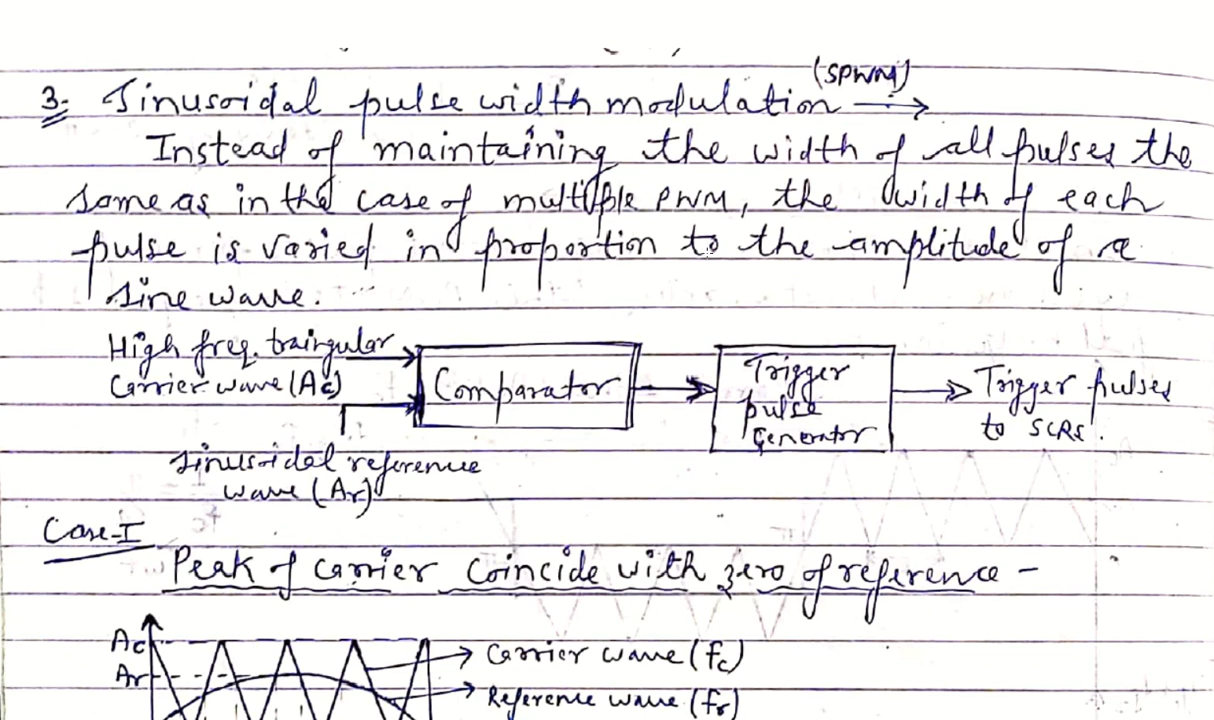 (SPWM)
3:- Sinusoidal pulse width modulation →
Instead of maintaining the width of all pulses the
same as in the case of multiple PWM, the width of each
pulse is varied in proportion to the amplitude of a
sine wave.
High freq. traingular
Carrier wave (Ac)
Comparator
Trigger
pulse
Generator
Trigger pulses
to SCRs.
sinusoidal reference
wave (Ar)
Case-I
Peak of carrier Coincide with zero of reference -
Ac
Carrier wave (fc)
Ar
Reference wave (fr)